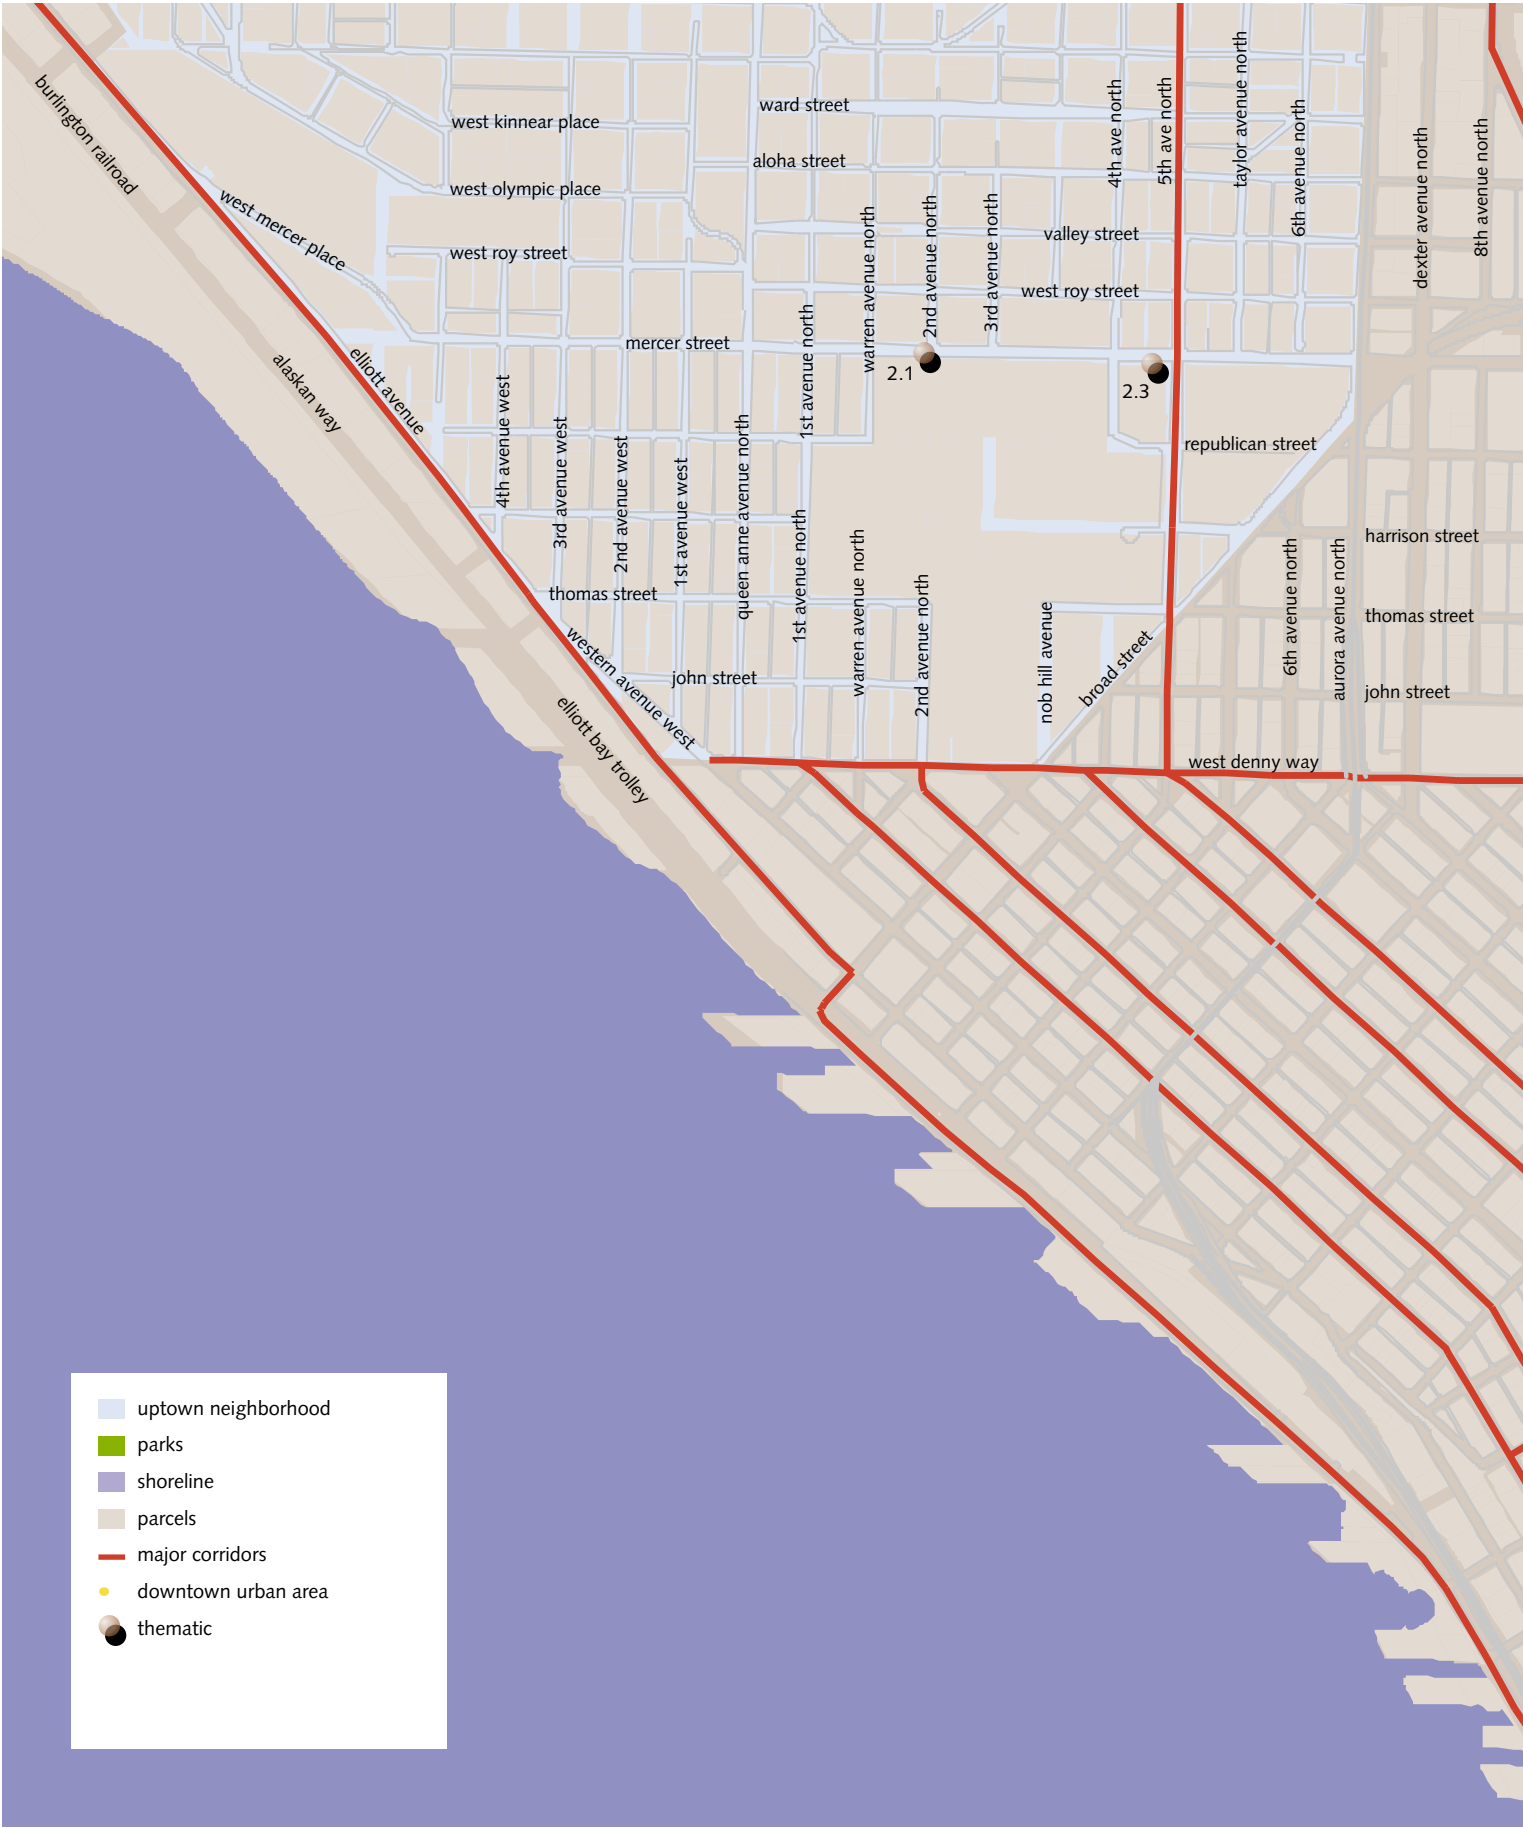 burlington railroad
west kinnear place
ward street
4th ave north
5th ave north
taylor avenue north
6th avenue north
dexter avenue north
8th avenue north
aloha street
west olympic place
west mercer place
west roy street
warren avenue north
2nd avenue north
3rd avenue north
valley street
west roy street
1st avenue north
mercer street
2.1
2.3
alaskan way
elliott avenue
4th avenue west
3rd avenue west
2nd avenue west
1st avenue west
queen anne avenue north
republican street
1st avenue north
warren avenue north
2nd avenue north
harrison street
6th avenue north
aurora avenue north
thomas street
nob hill avenue
broad street
thomas street
western avenue west
john street
john street
elliott bay trolley
west denny way
uptown neighborhood
parks
shoreline
parcels
major corridors
downtown urban area
thematic